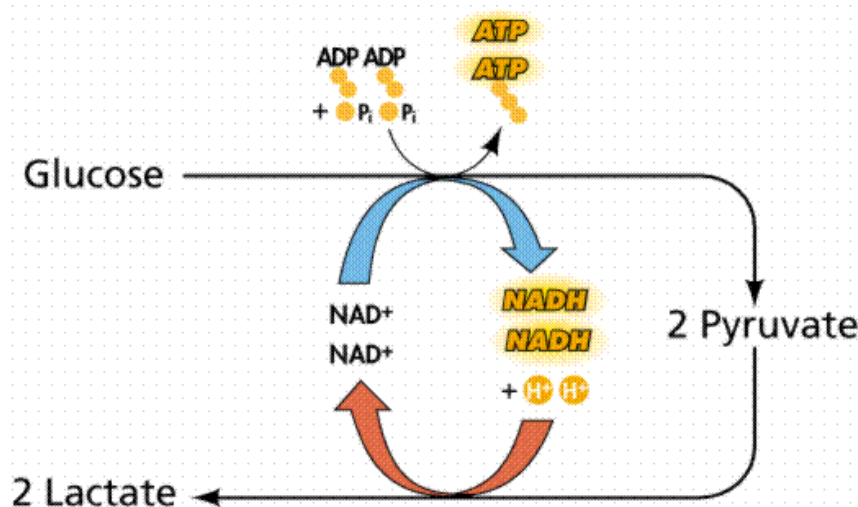 ATP
ADP ADP
ATP
+ Pi Pi
Glucose
NAD+
NADH
2 Pyruvate
NAD+
NADH
+ H+ H+
2 Lactate